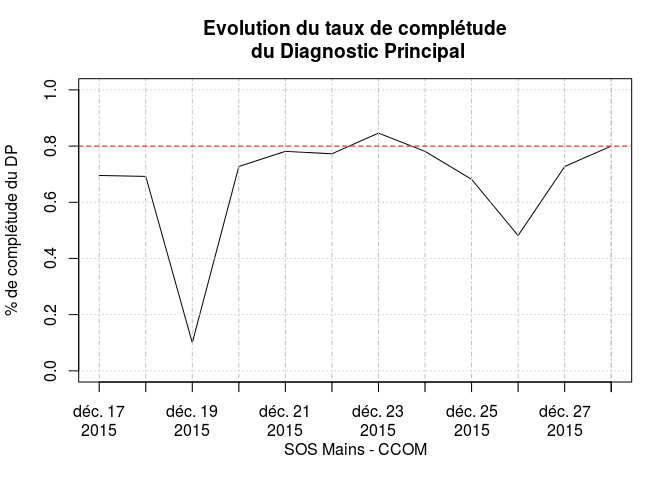 Evolution du taux de complétude
du Diagnostic Principal
% de complétude du DP
1.0
0.8
0.6
0.4
0.2
0.0
déc. 17 déc. 19 déc. 21 déc. 23 déc. 25 déc. 27
2015 2015 2015 2015 2015 2015
SOS Mains - CCOM